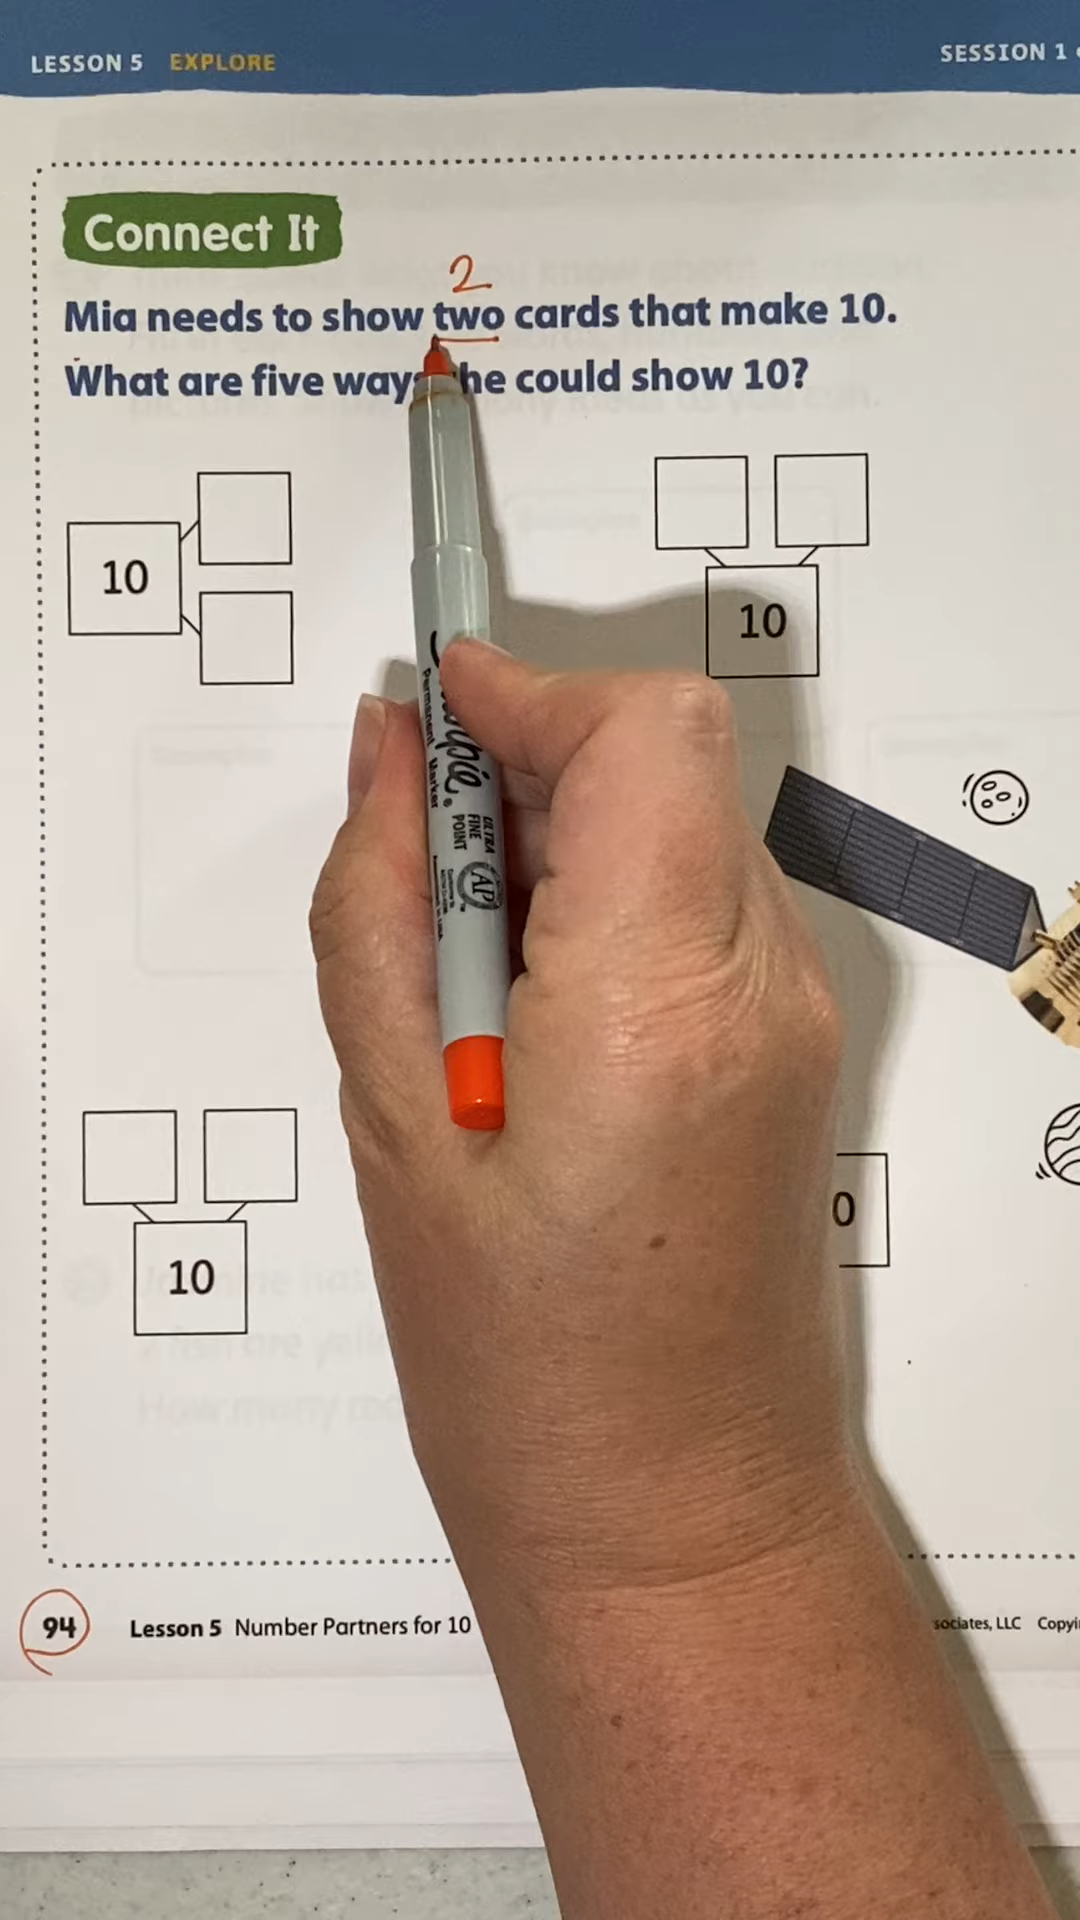 LESSON 5 EXPLORE
SESSION 1
Connect It
2
Mia needs to show two cards that make 10.
What are five ways he could show 10?
10
10
Sharpie
Permanent Marker
ULTRA
FINE
POINT
AP
0
10
94 Lesson 5 Number Partners for 10
sociates, LLC Copyri